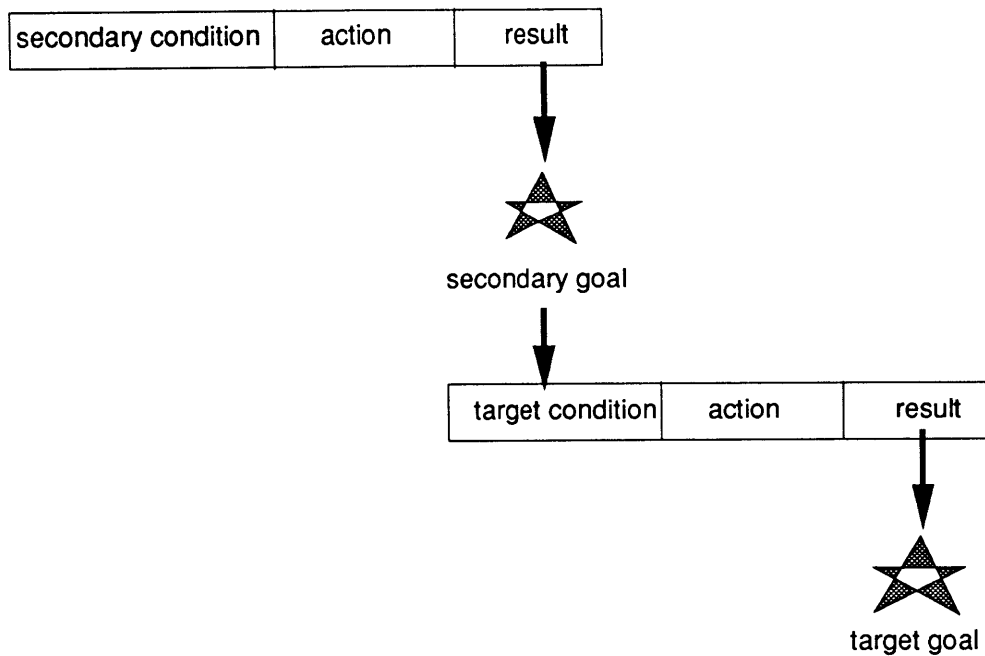 secondary condition action result
secondary goal
target condition action result
target goal